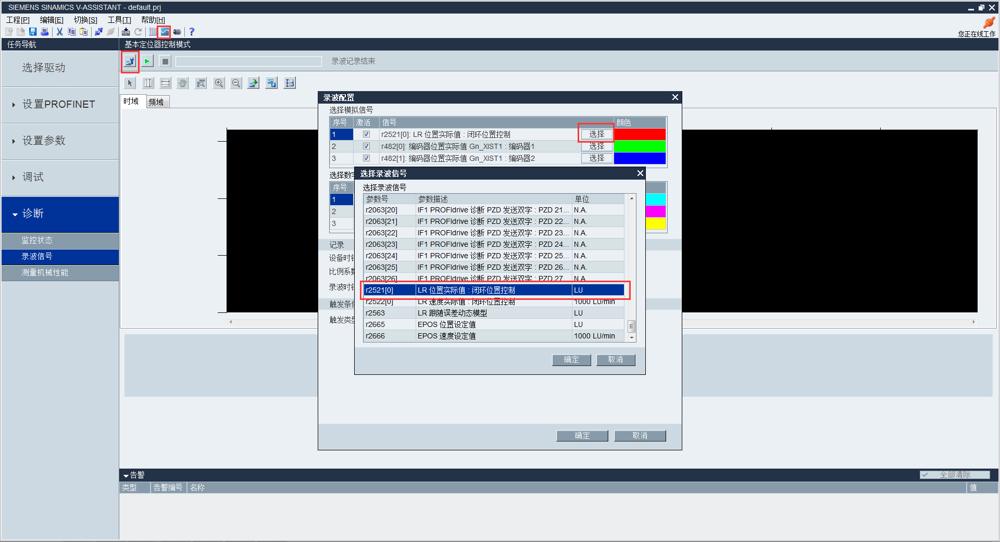 SIEMENS SINAMICS V-ASSISTANT - default.prj
工程[P] 编辑[E] 切换[S] 工具[T] 帮助[H]
您正在线工作
任务导航
基本定位器控制模式
选择驱动
设置PROFINET
设置参数
调试
诊断
监控状态
录波信号
测量机械性能
录波记录结束
时域 频域
录波配置
选择模拟信号
序号 激活 信号 颜色
1 r2521[0]: LR 位置实际值 : 闭环位置控制 选择
2 r482[0]: 编码器位置实际值 Gn_XIST1 : 编码器1 选择
3 r482[1]: 编码器位置实际值 Gn_XIST1 : 编码器2 选择
选择数字
序号
1
2
3
记录
设备时钟
比例系数
录波时钟
触发条件
触发类型
选择录波信号
选择录波信号
参数号 参数描述 单位
r2063[20] IF1 PROFIdrive 诊断 PZD 发送双字 : PZD 21... N.A.
r2063[21] IF1 PROFIdrive 诊断 PZD 发送双字 : PZD 22... N.A.
r2063[22] IF1 PROFIdrive 诊断 PZD 发送双字 : PZD 23... N.A.
r2063[23] IF1 PROFIdrive 诊断 PZD 发送双字 : PZD 24... N.A.
r2063[24] IF1 PROFIdrive 诊断 PZD 发送双字 : PZD 25... N.A.
r2063[25] IF1 PROFIdrive 诊断 PZD 发送双字 : PZD 26... N.A.
r2063[26] IF1 PROFIdrive 诊断 PZD 发送双字 : PZD 27 N.A.
r2521[0] LR 位置实际值 : 闭环位置控制 LU
r2522[0] LR 速度实际值 : 闭环位置控制 1000 LU/min
r2563 LR 跟随误差动态模型 LU
r2665 EPOS 位置设定值 LU
r2666 EPOS 速度设定值 1000 LU/min
确定 取消
确定 取消
告警 全部清除
类型 告警编号 名称 值